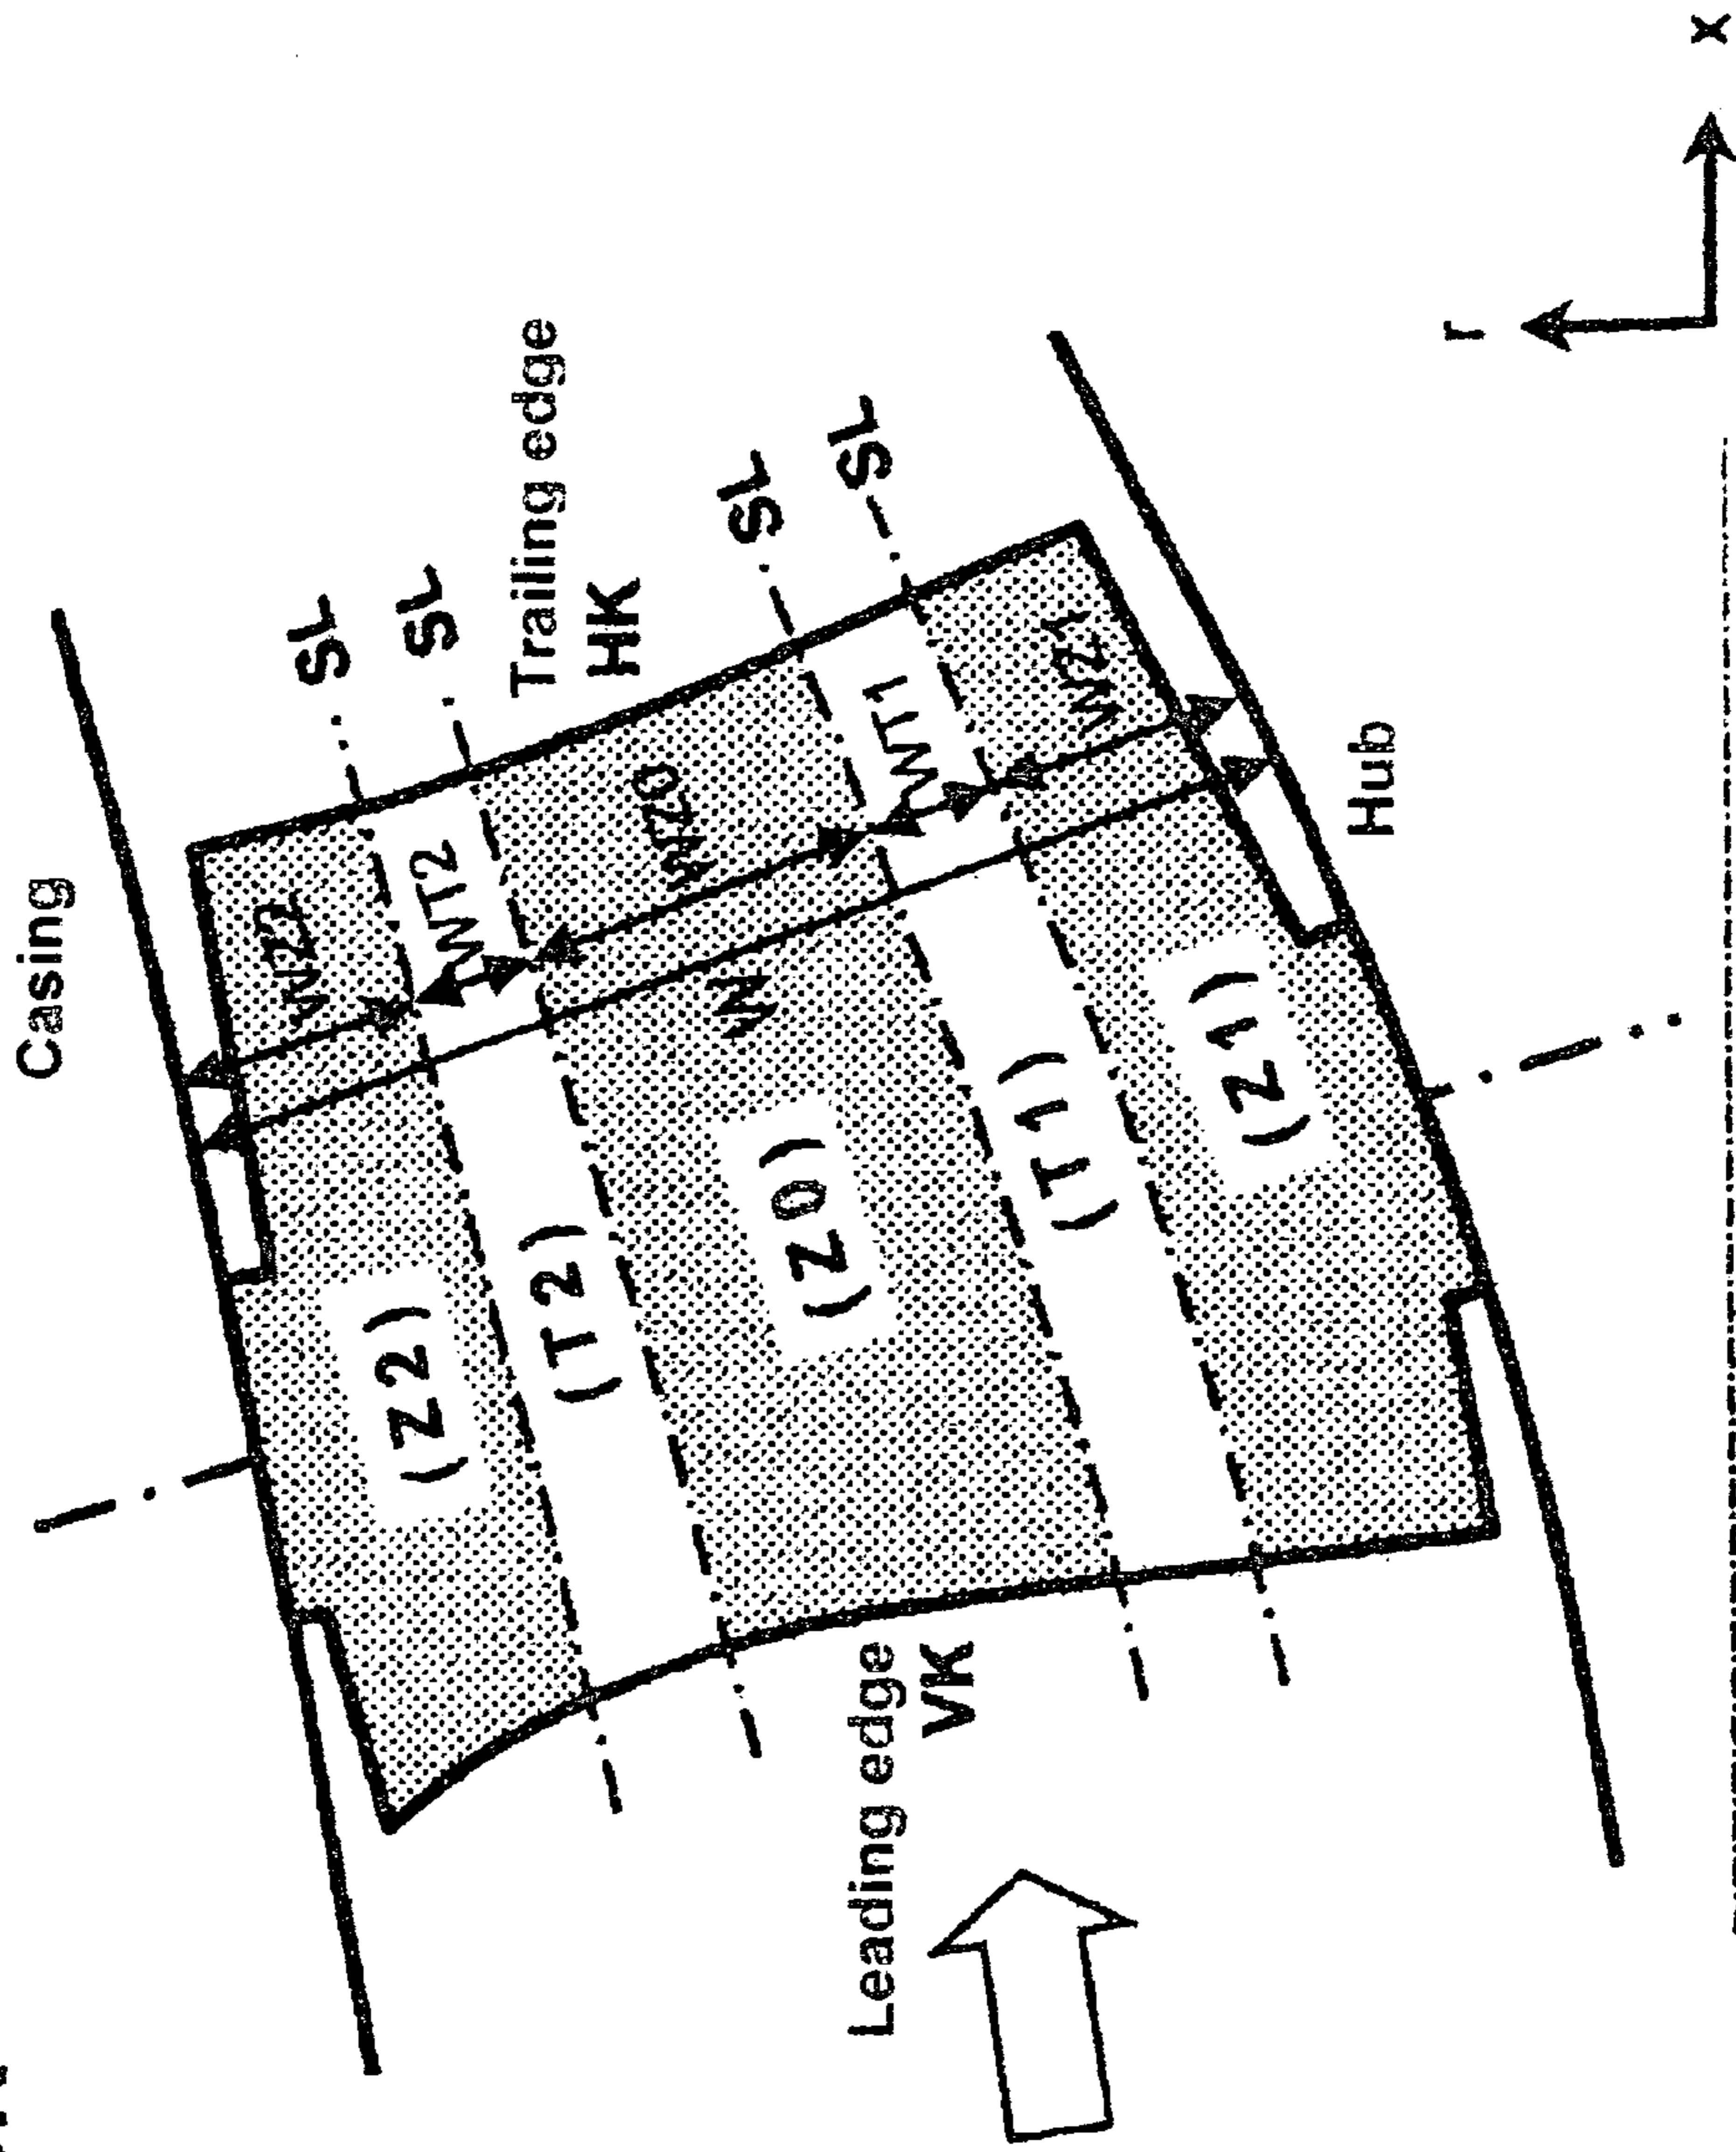 Casing
SL
SL
Trailing edge
HK
SL
SL
WZ2
WT2
WZ0
WT1
WZ1
W
(Z2)
(T2)
(Z0)
(T1)
(Z1)
Leading edge
VK
Hub
r
x